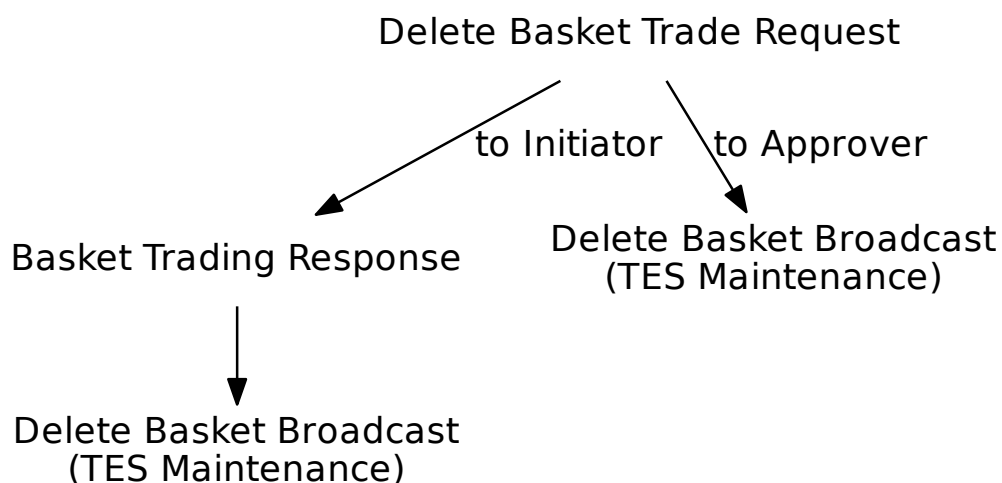 Delete Basket Trade Request
to Initiator
to Approver
Basket Trading Response
Delete Basket Broadcast
(TES Maintenance)
Delete Basket Broadcast
(TES Maintenance)